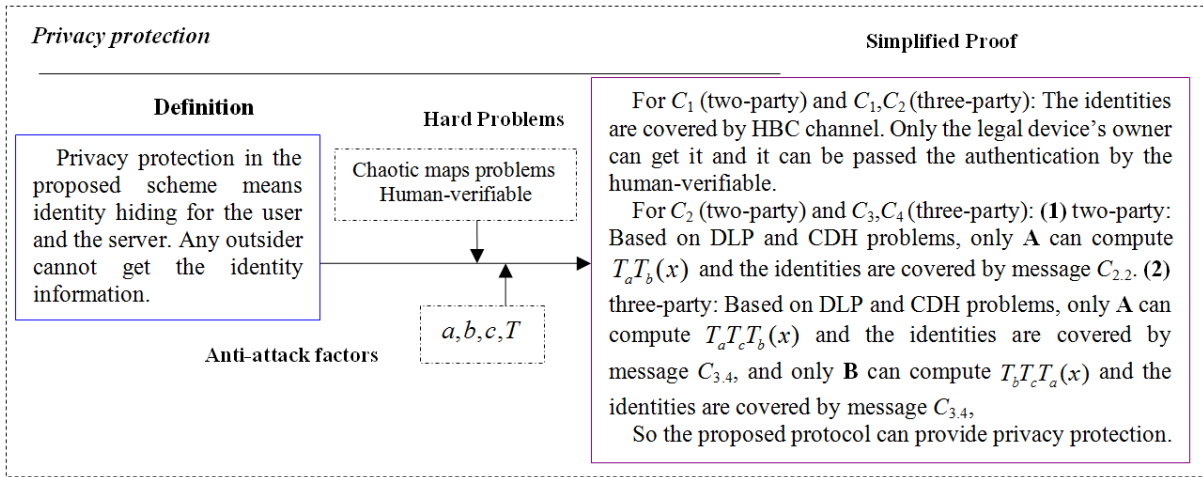 Privacy protection
Simplified Proof
Definition
Privacy protection in the
proposed scheme means
identity hiding for the user
and the server. Any outsider
cannot get the identity
information.
Hard Problems
Chaotic maps problems
Human-verifiable
a,b,c,T
Anti-attack factors
For C₁ (two-party) and C₁,C₂ (three-party): The identities
are covered by HBC channel. Only the legal device's owner
can get it and it can be passed the authentication by the
human-verifiable.
For C₂ (two-party) and C₃,C₄ (three-party): (1) two-party:
Based on DLP and CDH problems, only A can compute
TₐT_b(x) and the identities are covered by message C₂.₂. (2)
three-party: Based on DLP and CDH problems, only A can
compute TₐT_cT_b(x) and the identities are covered by
message C₃.₄, and only B can compute T_bT_cTₐ(x) and the
identities are covered by message C₃.₄,
So the proposed protocol can provide privacy protection.